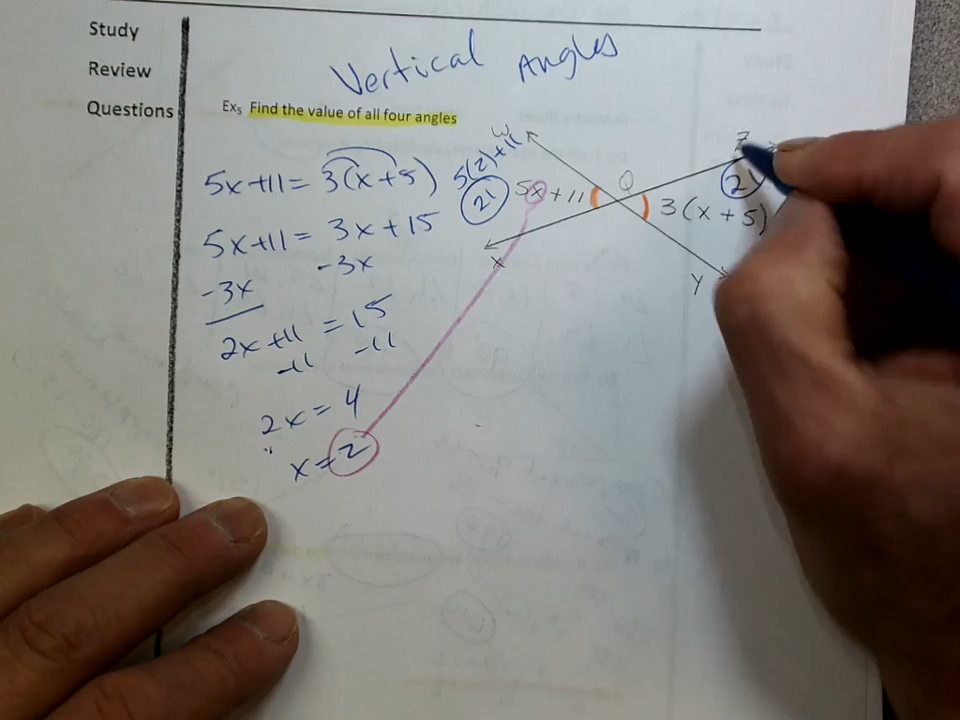 Study
Review
Questions
Vertical Angles
Ex5 Find the value of all four angles
5x+11 = 3(x+5)
5x+11 = 3x+15
-3x -3x
2x+11 = 15
-11 -11
2x = 4
x = 2
5(2)+11
21
5x+11
W
Q
Z
21
3(x+5)
X
Y